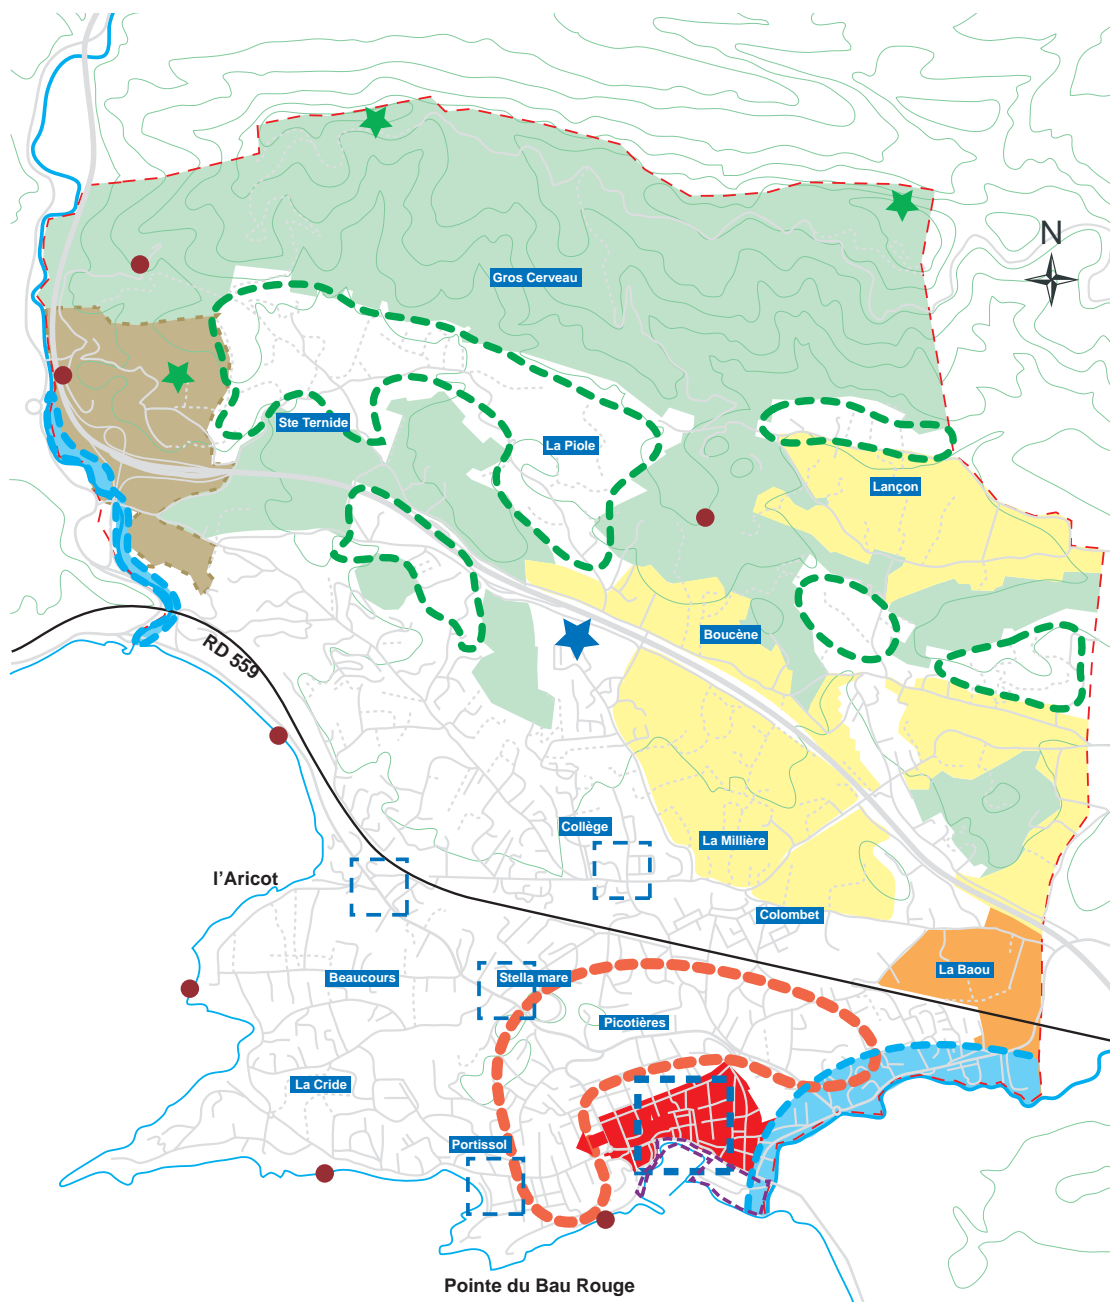 N
Gros Cerveau
Ste Ternide
La Piole
Lançon
Boucène
RD 559
Collège
La Millière
l'Aricot
Colombet
La Baou
Beaucours
Stella mare
Picotières
La Cride
Portissol
Pointe du Bau Rouge